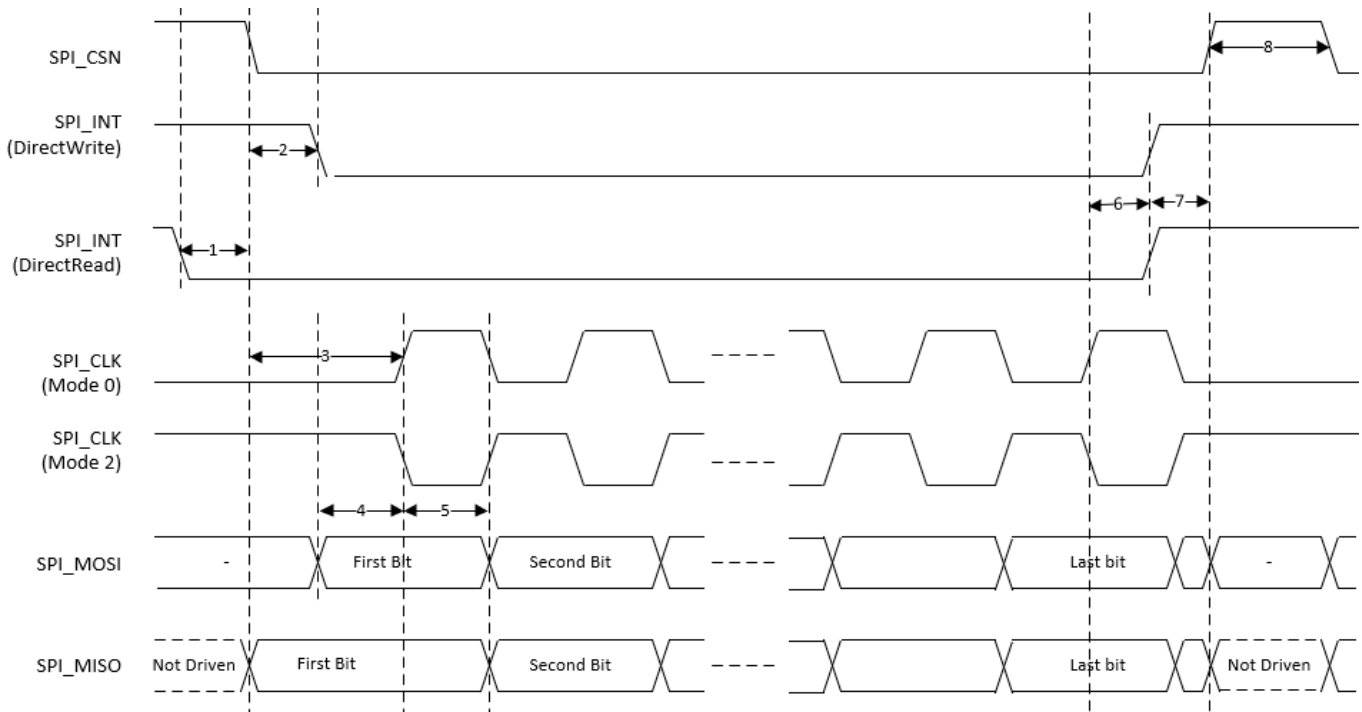 SPI_CSN
8
SPI_INT
(DirectWrite)
2
6
7
SPI_INT
(DirectRead)
1
SPI_CLK
(Mode 0)
3
SPI_CLK
(Mode 2)
4
5
SPI_MOSI
-
First Bit
Second Bit
Last bit
-
SPI_MISO
Not Driven
First Bit
Second Bit
Last bit
Not Driven